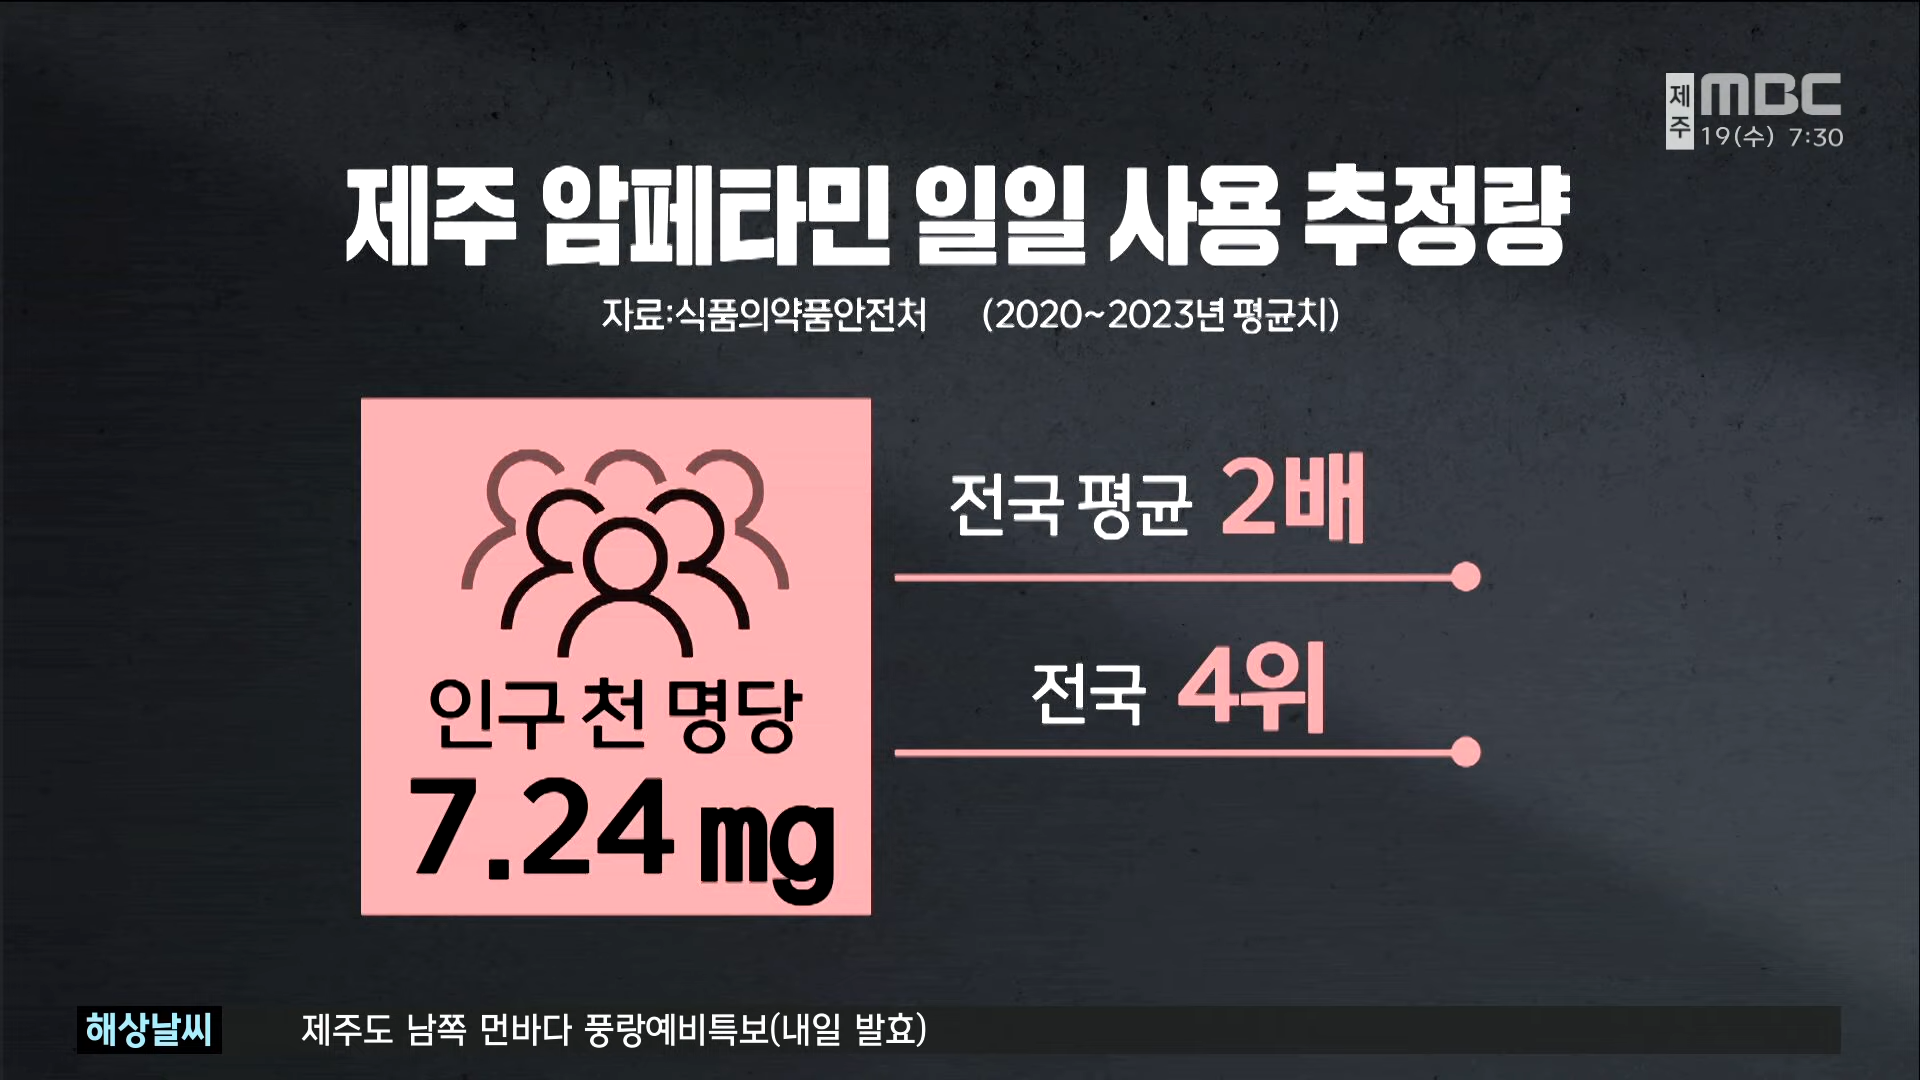 제주 MBC
19(수) 7:30
제주 암페타민 일일 사용 추정량
자료:식품의약품안전처 (2020~2023년 평균치)
인구 천 명당
7.24 mg
전국 평균 2배
전국 4위
해상날씨 제주도 남쪽 먼바다 풍랑예비특보(내일 발효)